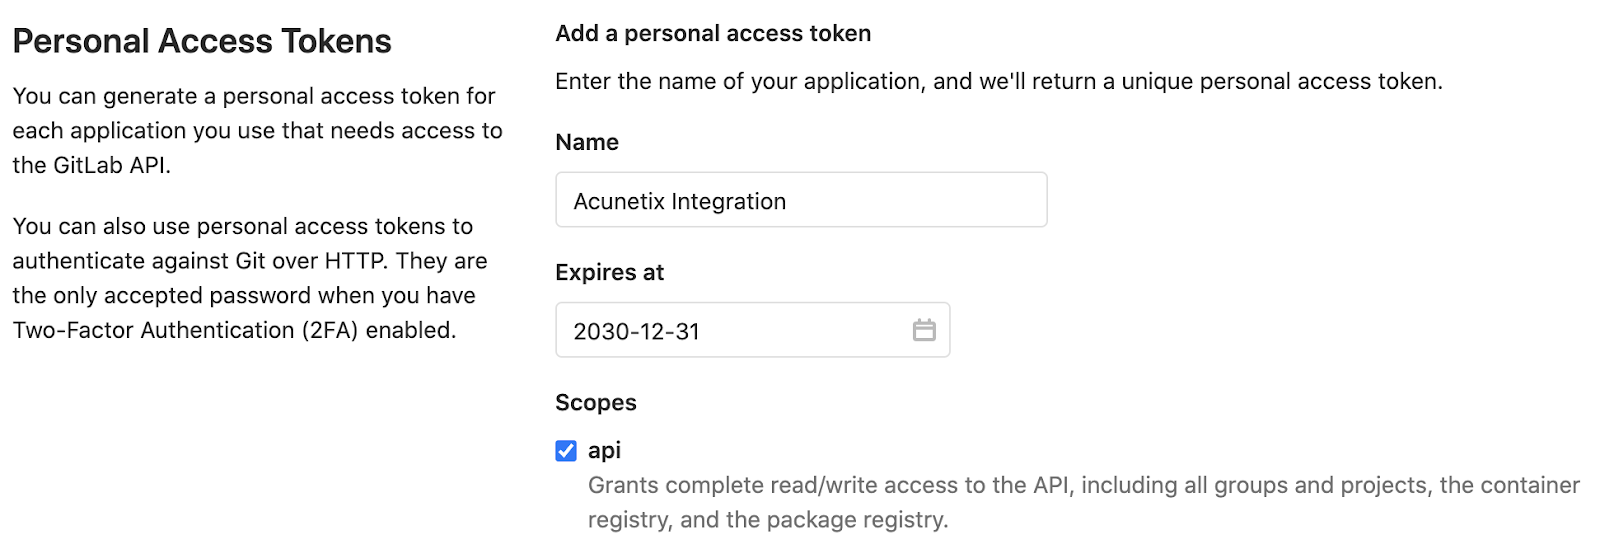 Personal Access Tokens
You can generate a personal access token for
each application you use that needs access to
the GitLab API.
You can also use personal access tokens to
authenticate against Git over HTTP. They are
the only accepted password when you have
Two-Factor Authentication (2FA) enabled.
Add a personal access token
Enter the name of your application, and we'll return a unique personal access token.
Name
Acunetix Integration
Expires at
2030-12-31
Scopes
api
Grants complete read/write access to the API, including all groups and projects, the container
registry, and the package registry.